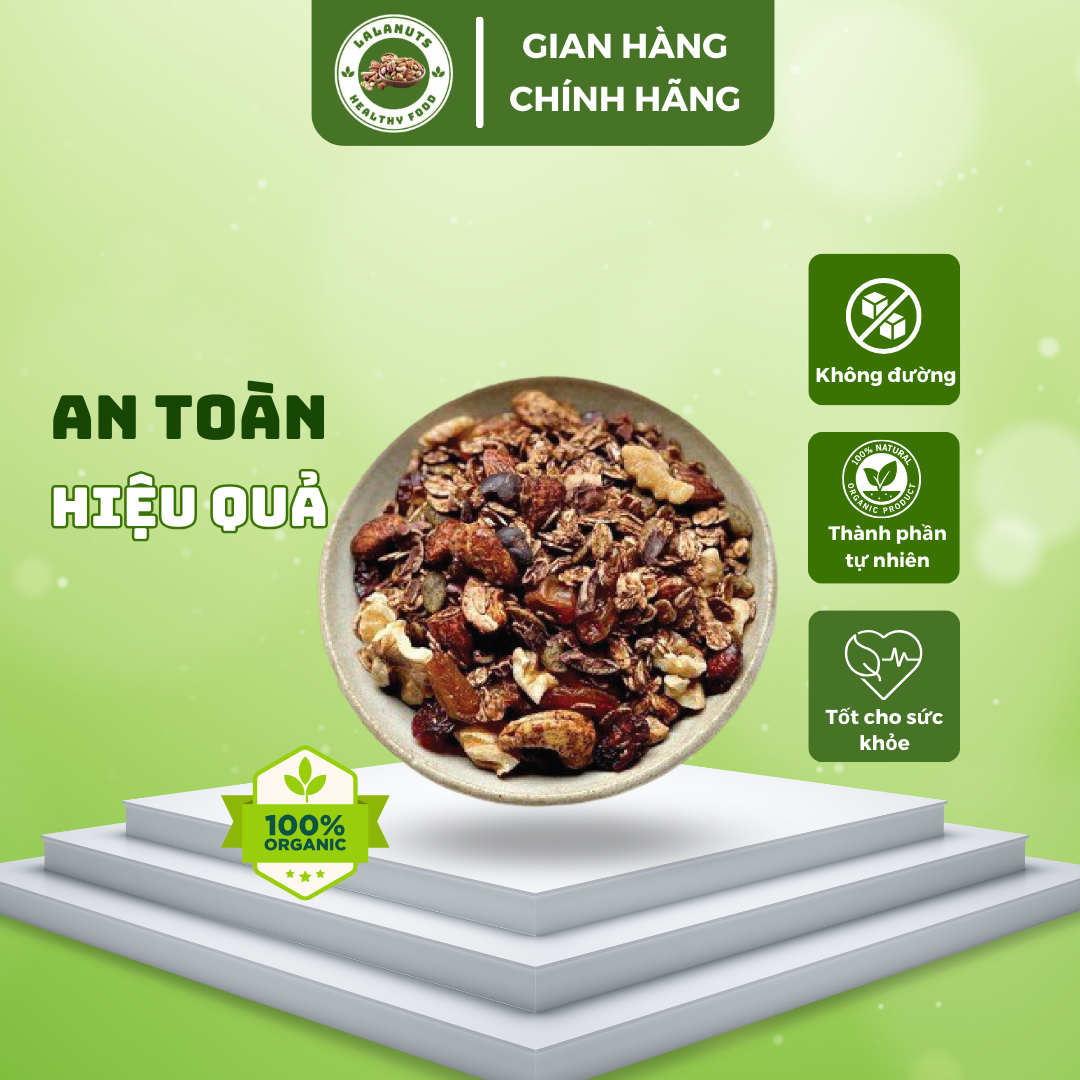 LALANUTS
HEALTHY FOOD
GIAN HÀNG
CHÍNH HÃNG
AN TOÀN
HIỆU QUẢ
Không đường
100% NATURAL
ORGANIC PRODUCT
Thành phần
tự nhiên
Tốt cho sức
khỏe
100%
ORGANIC